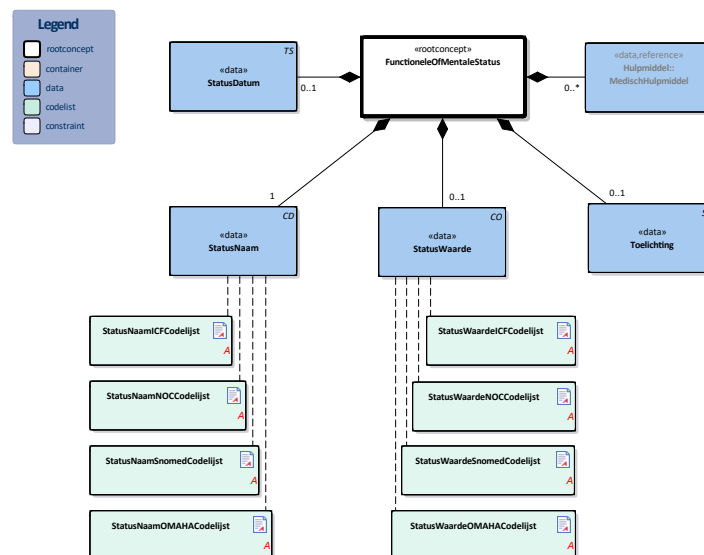 Legend
rootconcept
container
data
codelist
constraint
TS
«data»
StatusDatum
0..1
«rootconcept»
FunctioneleOfMentaleStatus
0..*
«data,reference»
Hulpmiddel::
MedischHulpmiddel
1
0..1
0..1
CD
«data»
StatusNaam
CO
«data»
StatusWaarde
«data»
Toelichting
StatusNaamICFCodelijst
A
StatusWaardeICFCodelijst
A
StatusNaamNOCCodelijst
A
StatusWaardeNOCCodelijst
A
StatusNaamSnomedCodelijst
A
StatusWaardeSnomedCodelijst
A
StatusNaamOMAHACodelijst
A
StatusWaardeOMAHACodelijst
A